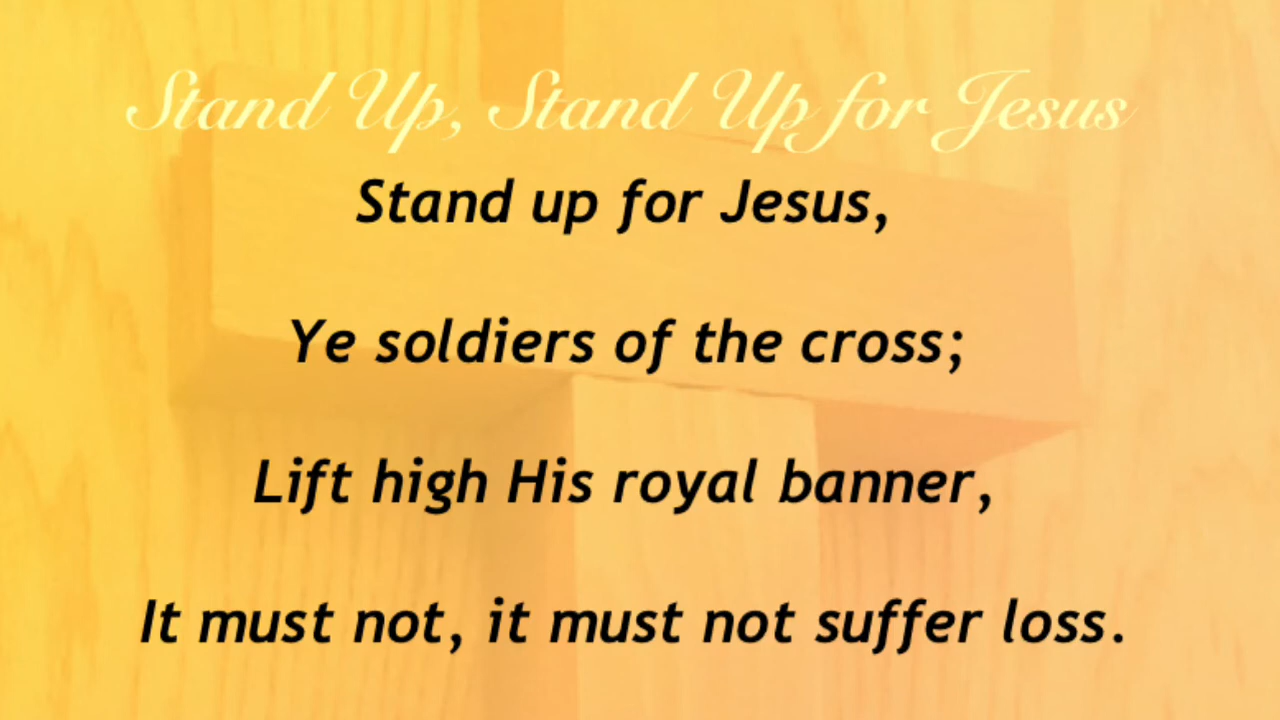 Stand Up, Stand Up for Jesus
Stand up for Jesus,
Ye soldiers of the cross;
Lift high His royal banner,
It must not, it must not suffer loss.